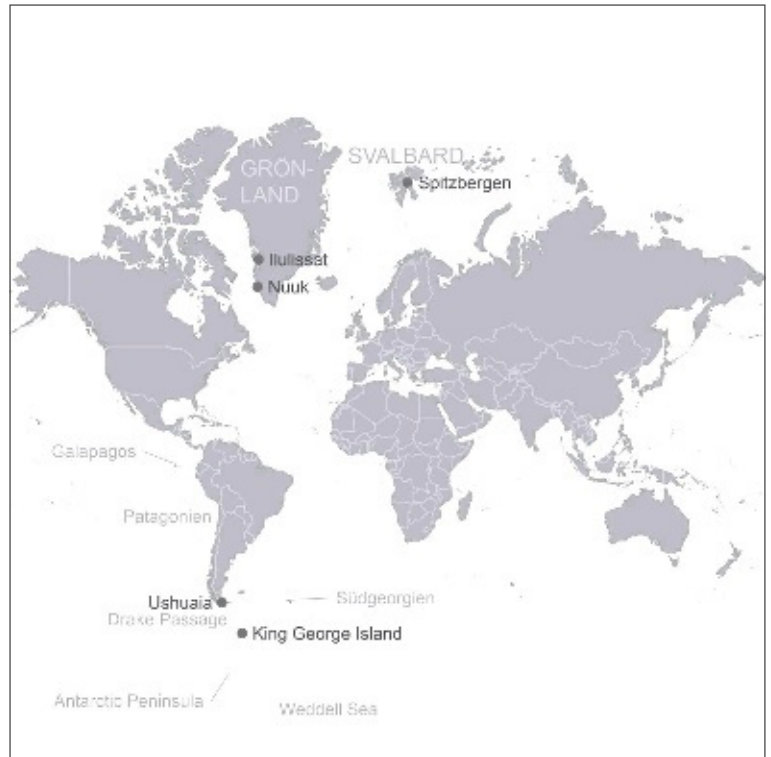 SVALBARD
GRÖN-
LAND
Spitzbergen
Ilulissat
Nuuk
Galapagos
Patagonien
Ushuaia
Südgeorgien
Drake Passage
King George Island
Antarctic Peninsula
Weddell Sea